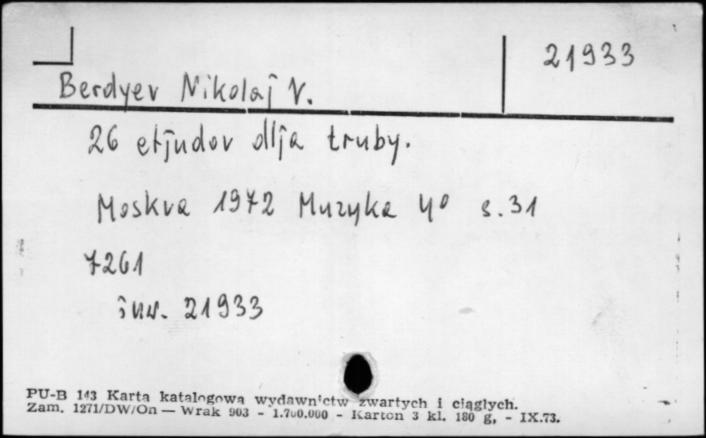 21933
Berdyev Nikolaj V.
26 etjudov dlja truby.
Moskva 1972 Muzyka 4° s. 31
7261
inw. 21933
PU-B 143 Karta katalogowa wydawnictw zwartych i ciągłych.
Zam. 1271/DW/On — Wrak 903 - 1.700.000 - Karton 3 kl. 180 g, - IX.73.